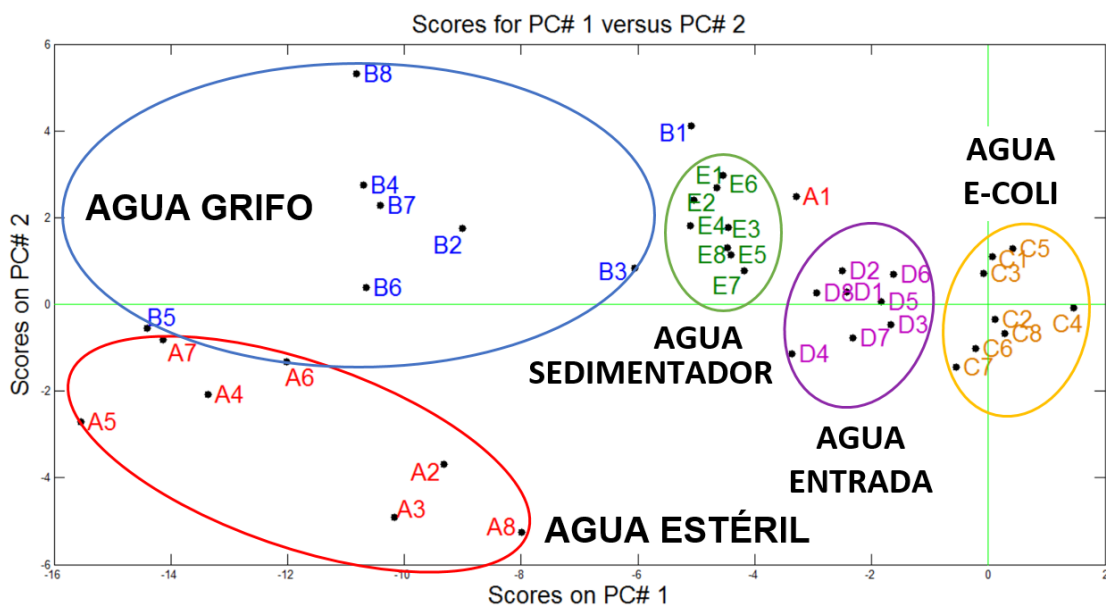 Scores for PC# 1 versus PC# 2
6
B8
4
B1
AGUA
E-COLI
B4
B7
E1
E6
A1
AGUA GRIFO
2
E2
B2
E4
E3
C5
C1
E8
E5
B3
E7
D2
D6
C3
B6
D8
D1
D5
C4
0
C2
B5
D3
C8
A7
AGUA
D7
SEDIMENTADOR
D4
C6
A6
C7
-2
A4
A5
AGUA
ENTRADA
A2
-4
A3
A8
AGUA ESTÉRIL
-6
-16
-14
-12
-10
-8
-6
-4
-2
0
2
Scores on PC# 1
Scores on PC# 2